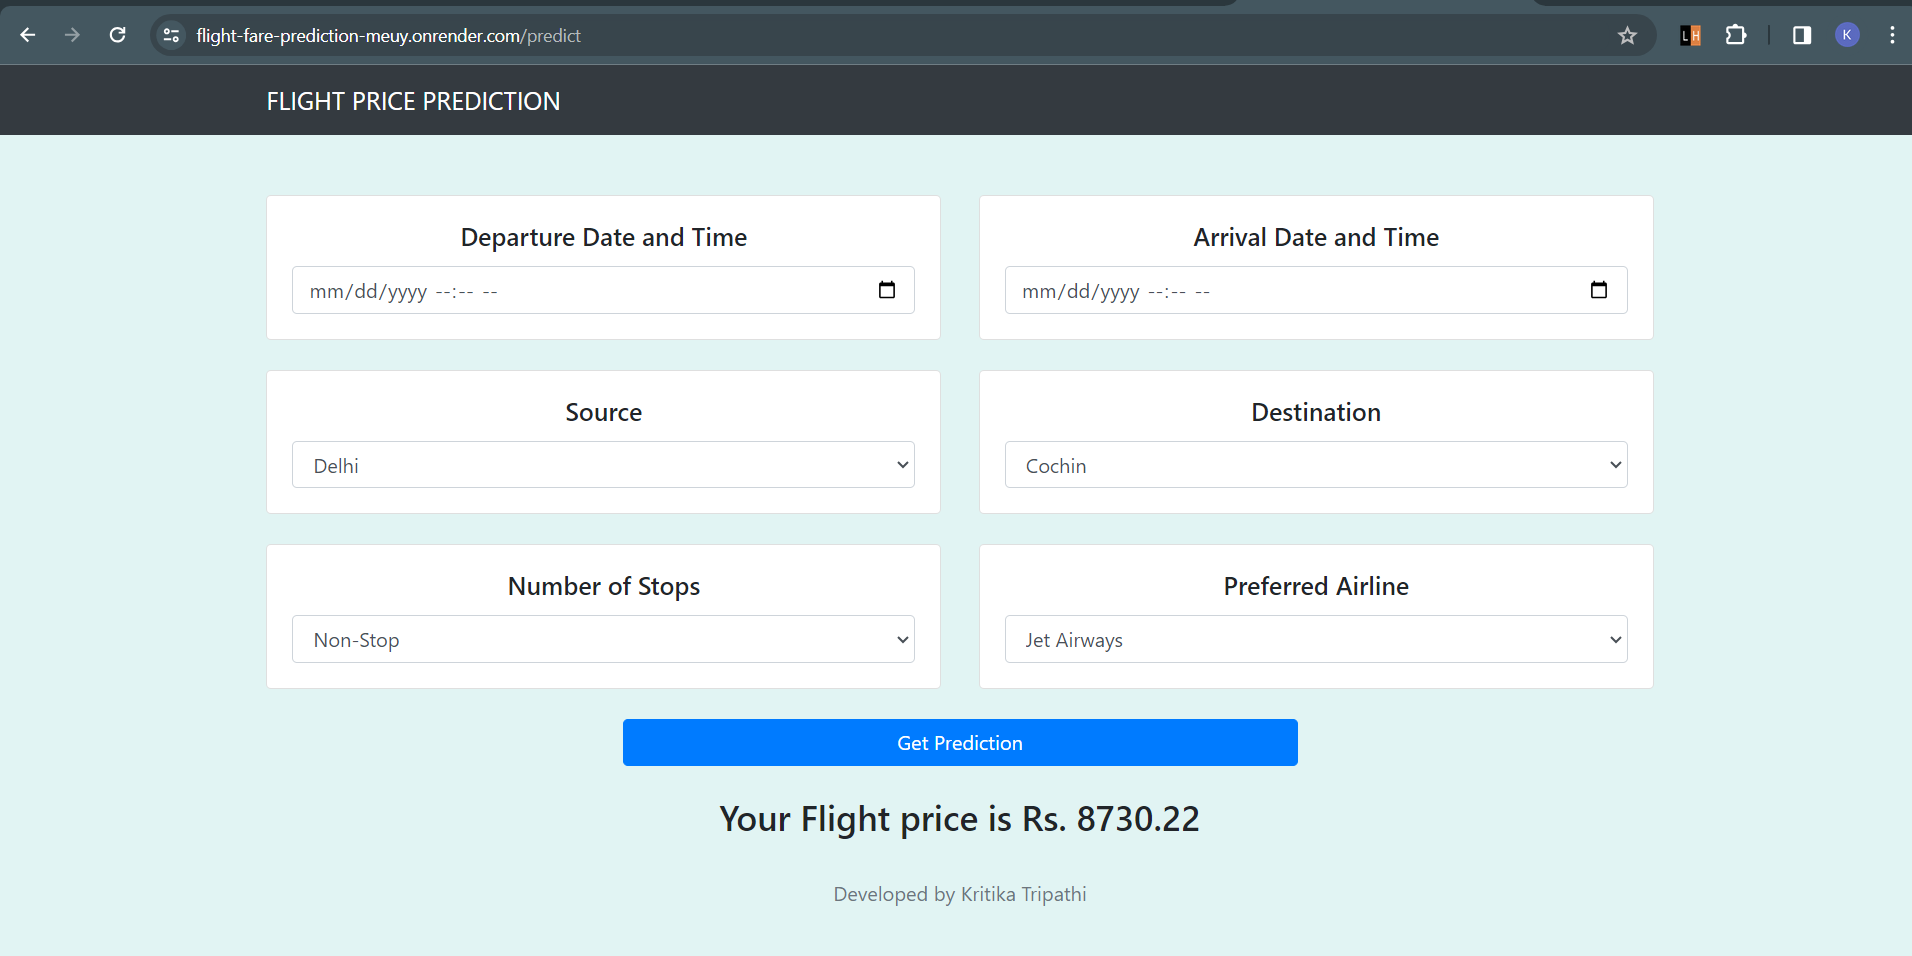 flight-fare-prediction-meuy.onrender.com/predict
LH
K
FLIGHT PRICE PREDICTION
Departure Date and Time
mm/dd/yyyy --:-- --
Arrival Date and Time
mm/dd/yyyy --:-- --
Source
Delhi
Destination
Cochin
Number of Stops
Non-Stop
Preferred Airline
Jet Airways
Get Prediction
Your Flight price is Rs. 8730.22
Developed by Kritika Tripathi